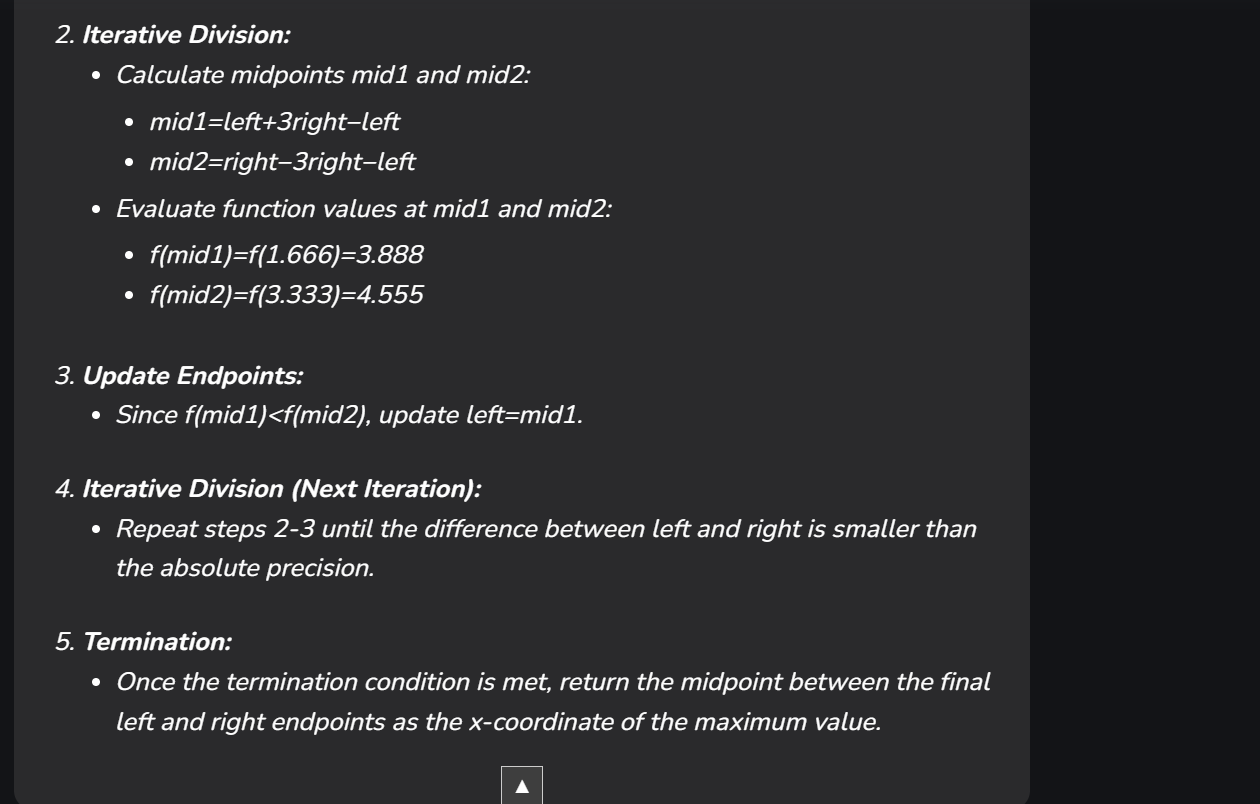 2. Iterative Division:
• Calculate midpoints mid1 and mid2:
• mid1=left+3right−left
• mid2=right−3right−left
• Evaluate function values at mid1 and mid2:
• f(mid1)=f(1.666)=3.888
• f(mid2)=f(3.333)=4.555
3. Update Endpoints:
• Since f(mid1)<f(mid2), update left=mid1.
4. Iterative Division (Next Iteration):
• Repeat steps 2-3 until the difference between left and right is smaller than
the absolute precision.
5. Termination:
• Once the termination condition is met, return the midpoint between the final
left and right endpoints as the x-coordinate of the maximum value.
▲